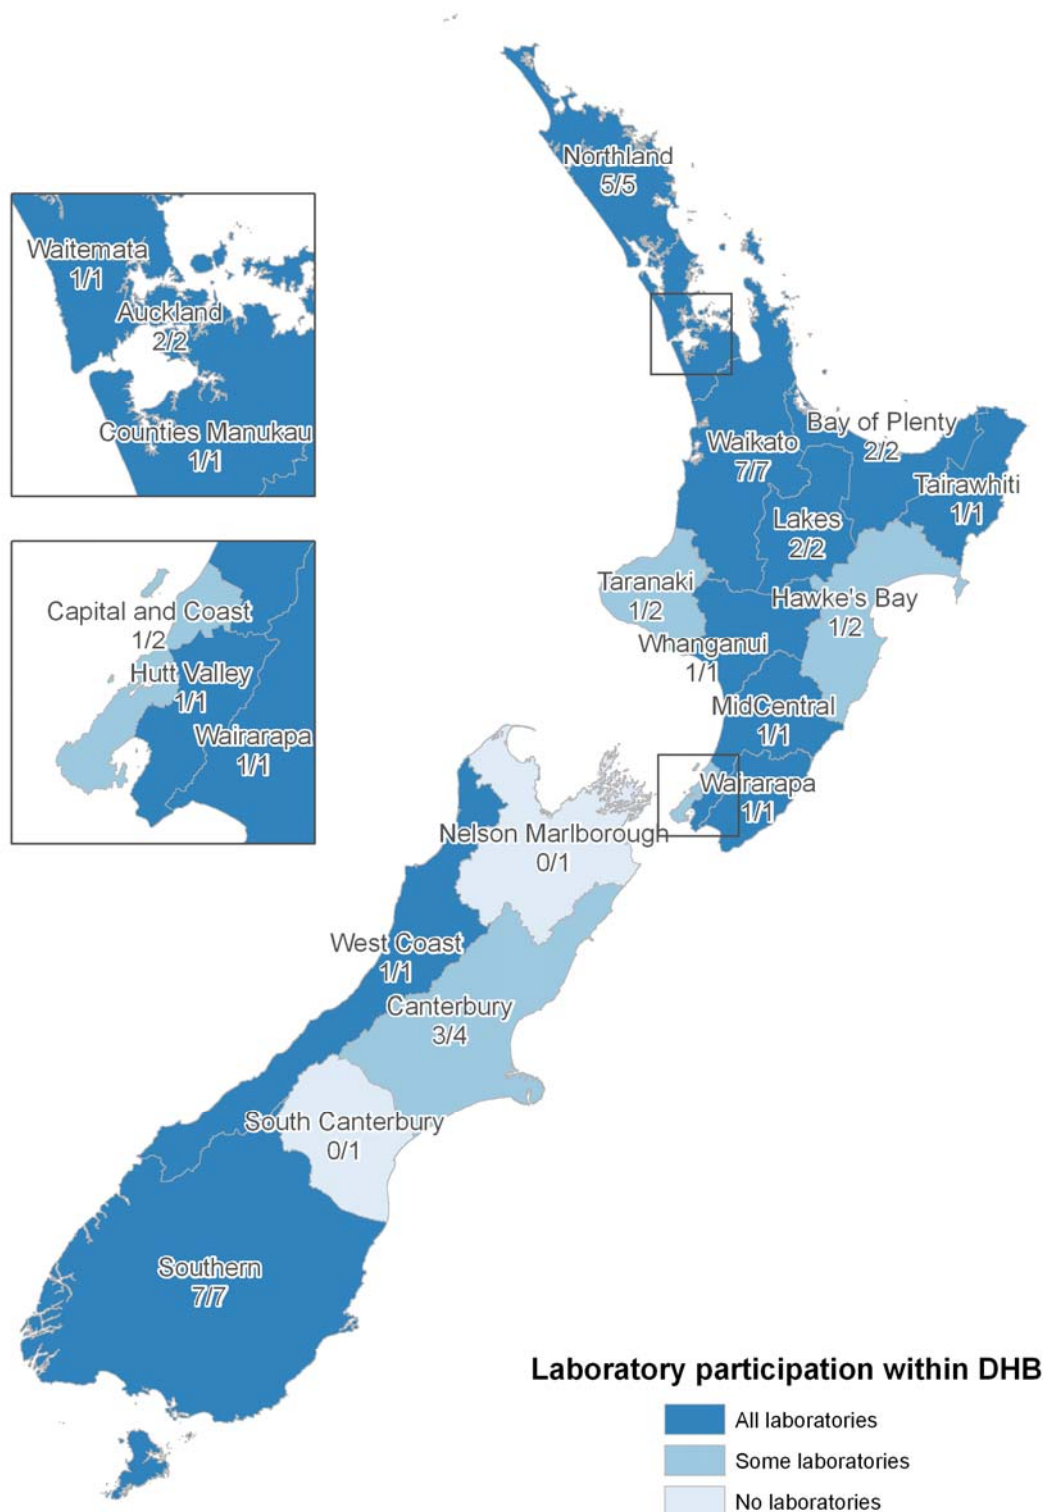 Northland
5/5
Waitemata
1/1
Auckland
2/2
Counties Manukau
1/1
Bay of Plenty
2/2
Waikato
7/7
Tairawhiti
1/1
Lakes
2/2
Taranaki
1/2
Hawke's Bay
1/2
Whanganui
1/1
MidCentral
1/1
Wairarapa
1/1
Capital and Coast
1/2
Hutt Valley
1/1
Wairarapa
1/1
Nelson Marlborough
0/1
West Coast
1/1
Canterbury
3/4
South Canterbury
0/1
Southern
7/7
Laboratory participation within DHB
All laboratories
Some laboratories
No laboratories